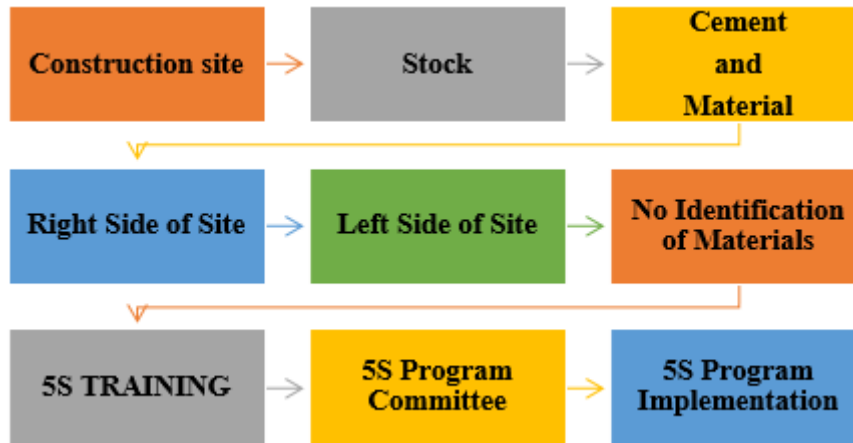 Construction site
Stock
Cement
and
Material
Right Side of Site
Left Side of Site
No Identification
of Materials
5S TRAINING
5S Program
Committee
5S Program
Implementation